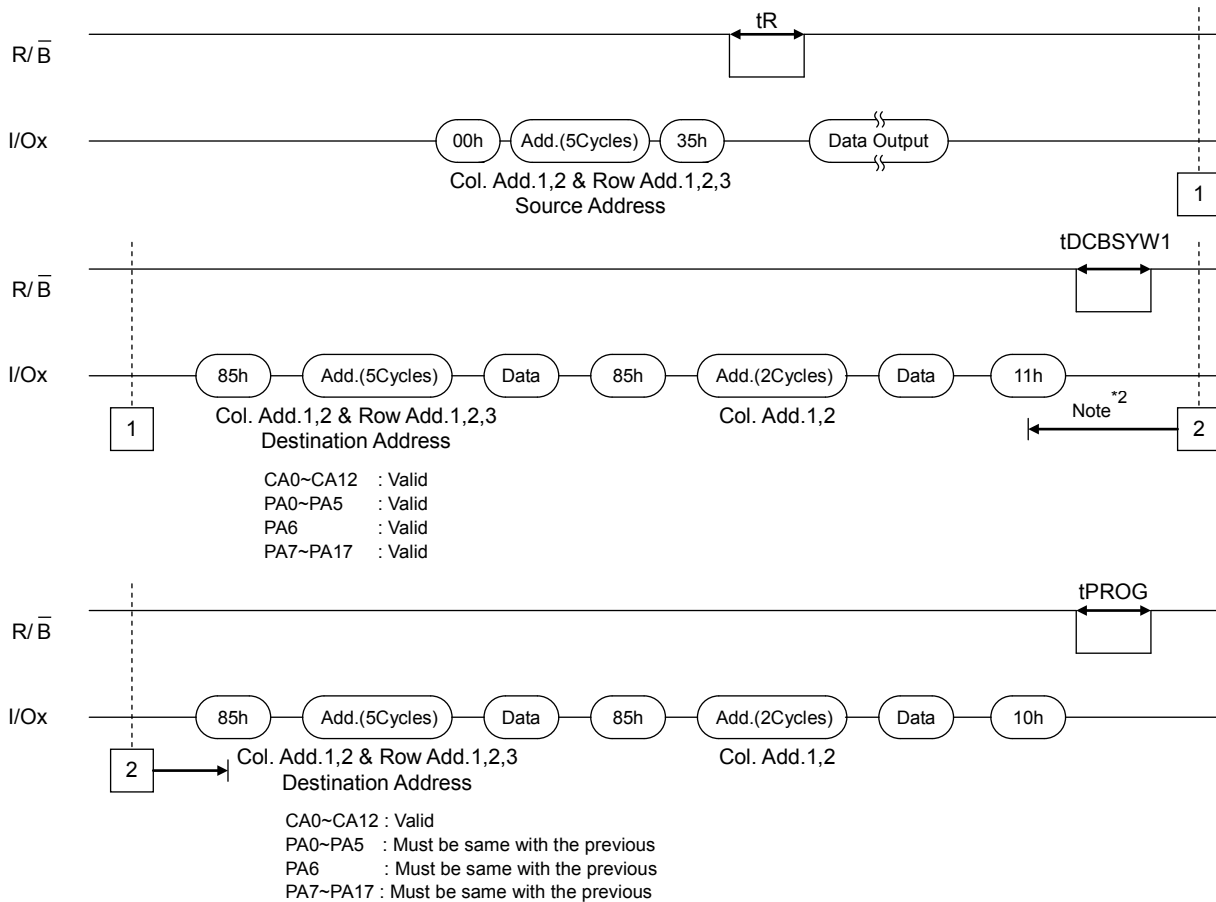 tR
R/B̅
I/Ox
00h Add.(5Cycles) 35h Data Output
Col. Add.1,2 & Row Add.1,2,3
Source Address
1
tDCBSYW1
R/B̅
I/Ox
85h Add.(5Cycles) Data 85h Add.(2Cycles) Data 11h
Col. Add.1,2 & Row Add.1,2,3 Col. Add.1,2 Note*2
1 Destination Address 2
CA0~CA12 : Valid
PA0~PA5 : Valid
PA6 : Valid
PA7~PA17 : Valid
tPROG
R/B̅
I/Ox
85h Add.(5Cycles) Data 85h Add.(2Cycles) Data 10h
Col. Add.1,2 & Row Add.1,2,3 Col. Add.1,2
2 Destination Address
CA0~CA12 : Valid
PA0~PA5 : Must be same with the previous
PA6 : Must be same with the previous
PA7~PA17 : Must be same with the previous